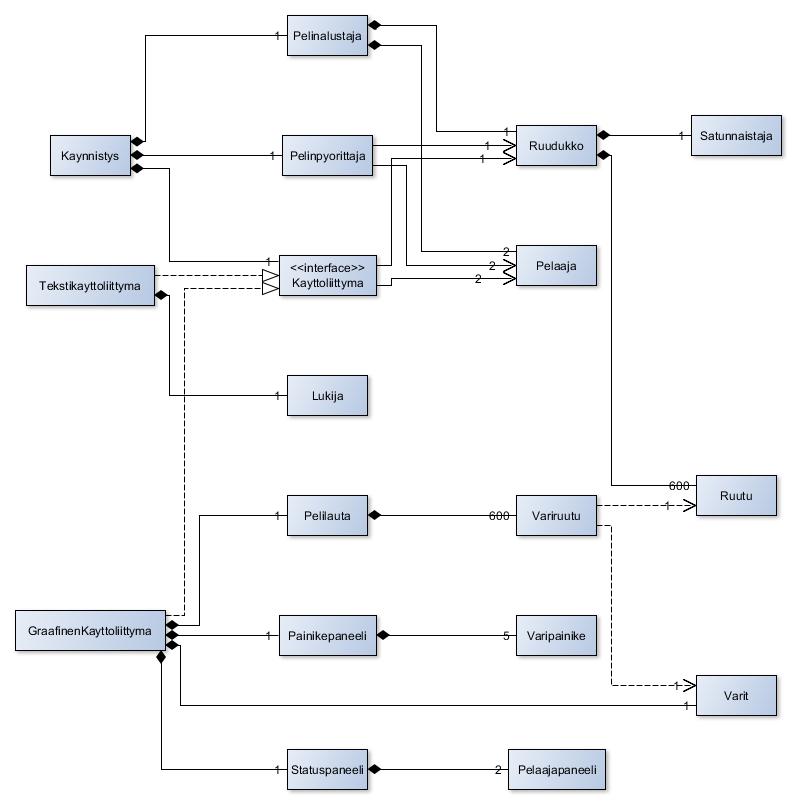 Pelinalustaja
1
Kaynnistys
1
Pelinpyorittaja
1
1
1
Ruudukko
1
Satunnaistaja
1
<<interface>>
Kayttoliittyma
2
2
2
Pelaaja
Tekstikayttoliittyma
1
Lukija
1
Pelilauta
600
Variruutu
600
1
Ruutu
GraafinenKayttoliittyma
1
Painikepaneeli
5
Varipainike
1
1
Varit
1
Statuspaneeli
2
Pelaajapaneeli